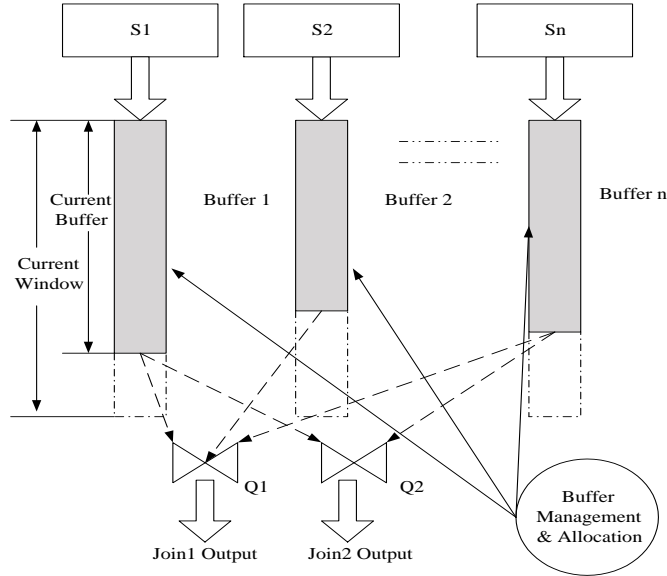 S1
S2
Sn
Current
Buffer
Buffer 1
Buffer 2
Buffer n
Current
Window
Q1
Q2
Buffer
Management
& Allocation
Join1 Output
Join2 Output